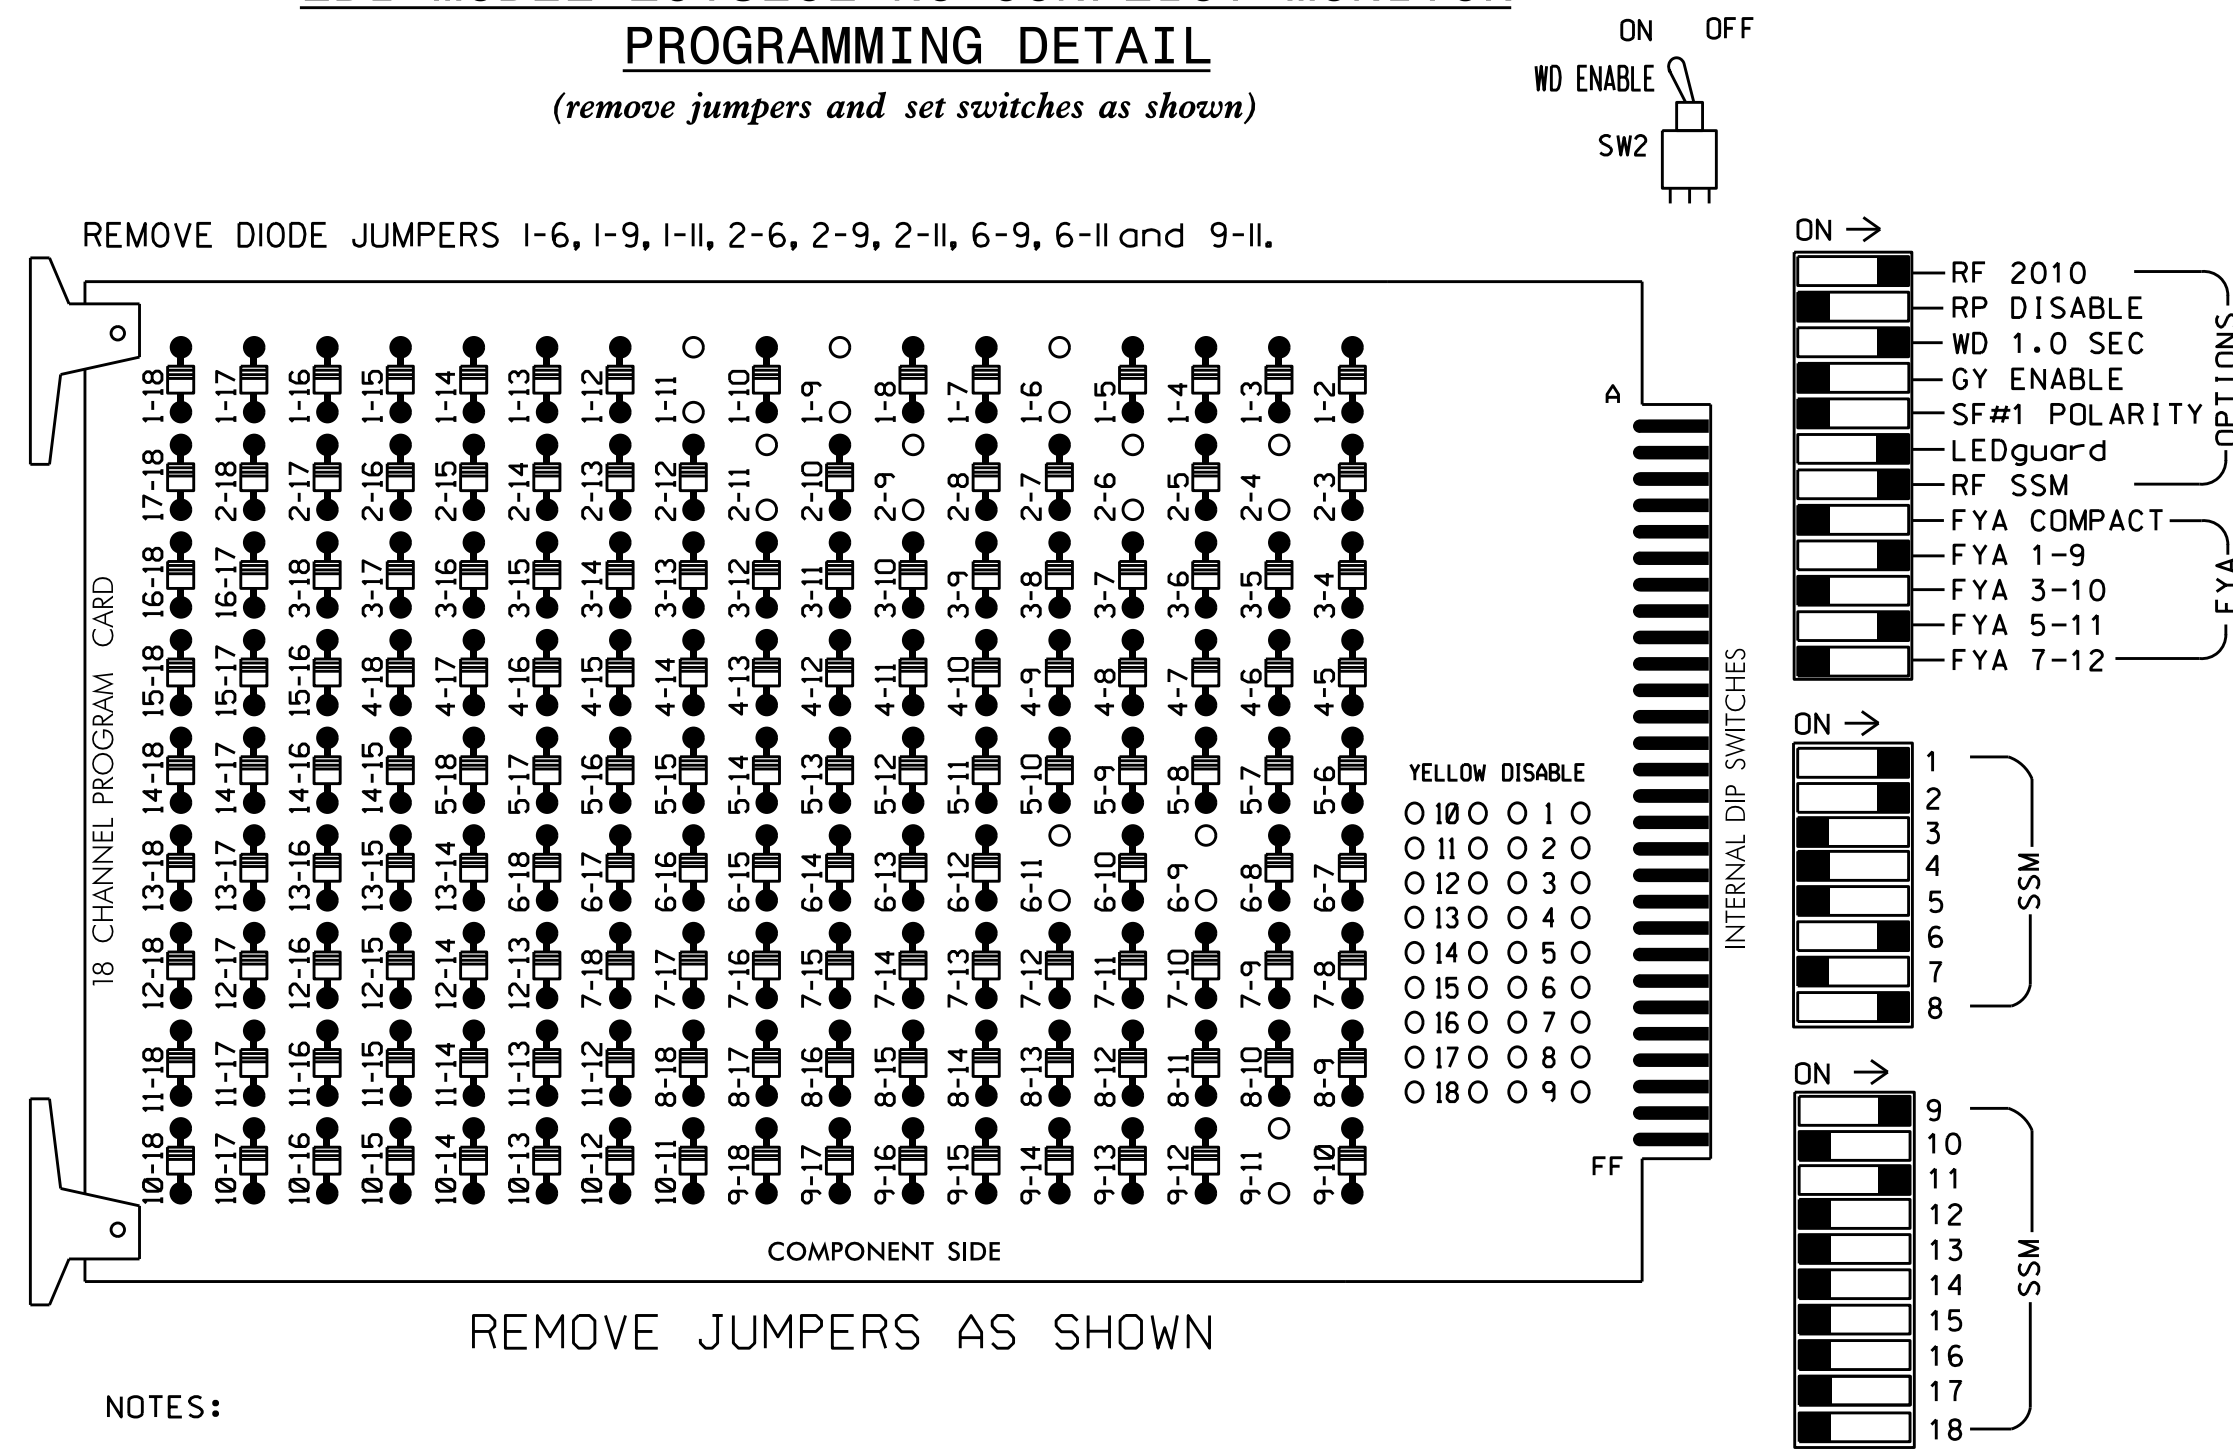 PROGRAMMING DETAIL
(remove jumpers and set switches as shown)
ON OFF
WD ENABLE
SW2
REMOVE DIODE JUMPERS 1-6, 1-9, 1-11, 2-6, 2-9, 2-11, 6-9, 6-11 and 9-11.
1-18 1-17 1-16 1-15 1-14 1-13 1-12 1-11 1-10 1-9 1-8 1-7 1-6 1-5 1-4 1-3 1-2
17-18 2-18 2-17 2-16 2-15 2-14 2-13 2-12 2-11 2-10 2-9 2-8 2-7 2-6 2-5 2-4 2-3
16-18 16-17 3-18 3-17 3-16 3-15 3-14 3-13 3-12 3-11 3-10 3-9 3-8 3-7 3-6 3-5 3-4
15-18 15-17 15-16 4-18 4-17 4-16 4-15 4-14 4-13 4-12 4-11 4-10 4-9 4-8 4-7 4-6 4-5
14-18 14-17 14-16 14-15 5-18 5-17 5-16 5-15 5-14 5-13 5-12 5-11 5-10 5-9 5-8 5-7 5-6
13-18 13-17 13-16 13-15 13-14 6-18 6-17 6-16 6-15 6-14 6-13 6-12 6-11 6-10 6-9 6-8 6-7
12-18 12-17 12-16 12-15 12-14 12-13 7-18 7-17 7-16 7-15 7-14 7-13 7-12 7-11 7-10 7-9 7-8
11-18 11-17 11-16 11-15 11-14 11-13 11-12 8-18 8-17 8-16 8-15 8-14 8-13 8-12 8-11 8-10 8-9
10-18 10-17 10-16 10-15 10-14 10-13 10-12 10-11 9-18 9-17 9-16 9-15 9-14 9-13 9-12 9-11 9-10
18 CHANNEL PROGRAM CARD
A
FF
YELLOW DISABLE
10 1
11 2
12 3
13 4
14 5
15 6
16 7
17 8
18 9
COMPONENT SIDE
INTERNAL DIP SWITCHES
ON
RF 2010
RP DISABLE
WD 1.0 SEC
GY ENABLE
SF#1 POLARITY
LEDguard
RF SSM
OPTIONS
FYA COMPACT
FYA 1-9
FYA 3-10
FYA 5-11
FYA 7-12
FYA
ON
1
2
3
4
5
6
7
8
SSM
ON
9
10
11
12
13
14
15
16
17
18
SSM
REMOVE JUMPERS AS SHOWN
NOTES: